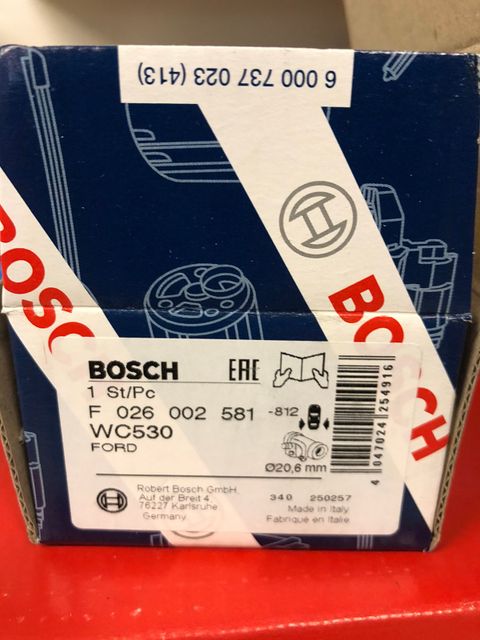 6 000 737 023 (413)
BOSCH
BOSCH
BOSCH
EAC
1 St/Pc
F 026 002 581
-812
WC530
FORD
Ø20,6 mm
4 047024 254916
Robert Bosch GmbH
Auf der Breit 4
76227 Karlsruhe
Germany
340 250257
Made in Italy
Fabriqué en Italie